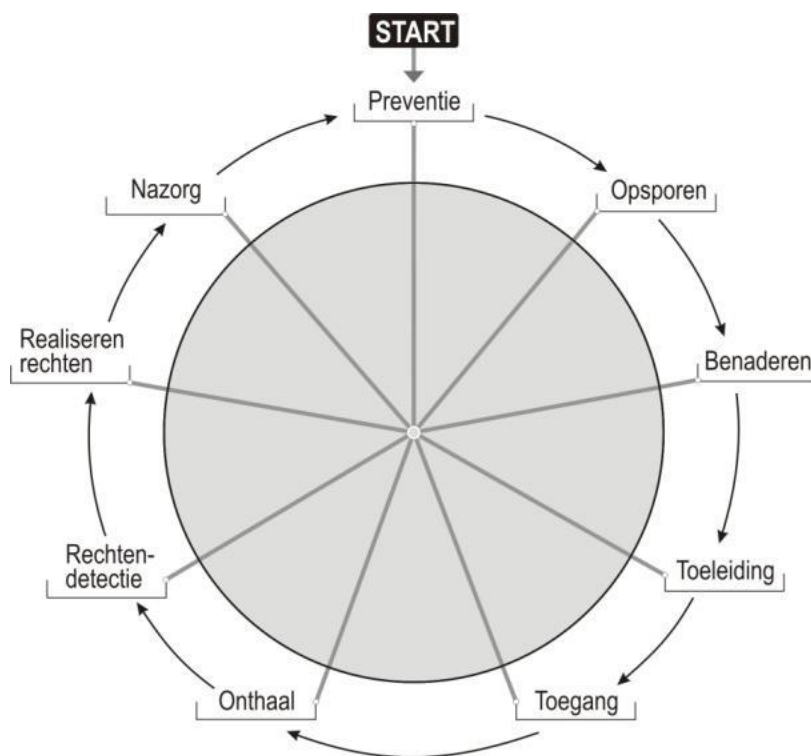 START
Preventie
Opsporen
Benaderen
Toeleiding
Toegang
Onthaal
Rechten-
detectie
Realiseren
rechten
Nazorg